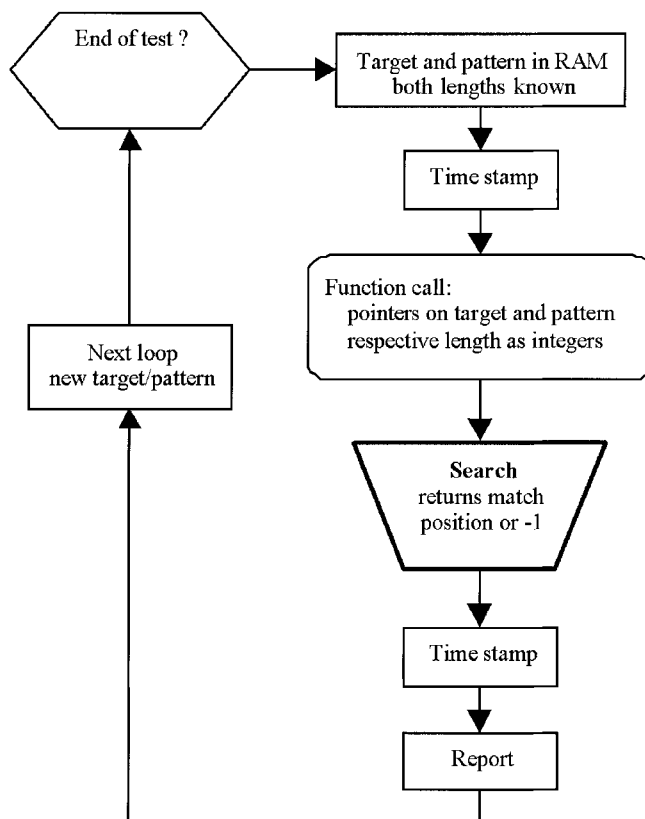 End of test ?
Target and pattern in RAM
both lengths known
Time stamp
Function call:
pointers on target and pattern
respective length as integers
Search
returns match
position or -1
Time stamp
Report
Next loop
new target/pattern